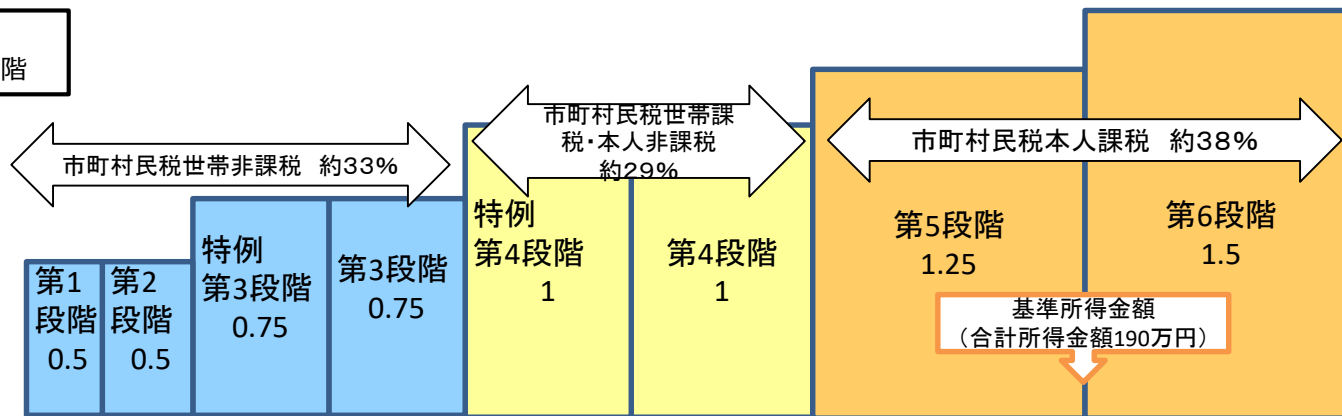 階
市町村民税世帯非課税 約33%
市町村民税世帯課
税・本人非課税
約29%
市町村民税本人課税 約38%
第1
段階
0.5
第2
段階
0.5
特例
第3段階
0.75
第3段階
0.75
特例
第4段階
1
第4段階
1
第5段階
1.25
第6段階
1.5
基準所得金額
（合計所得金額190万円）